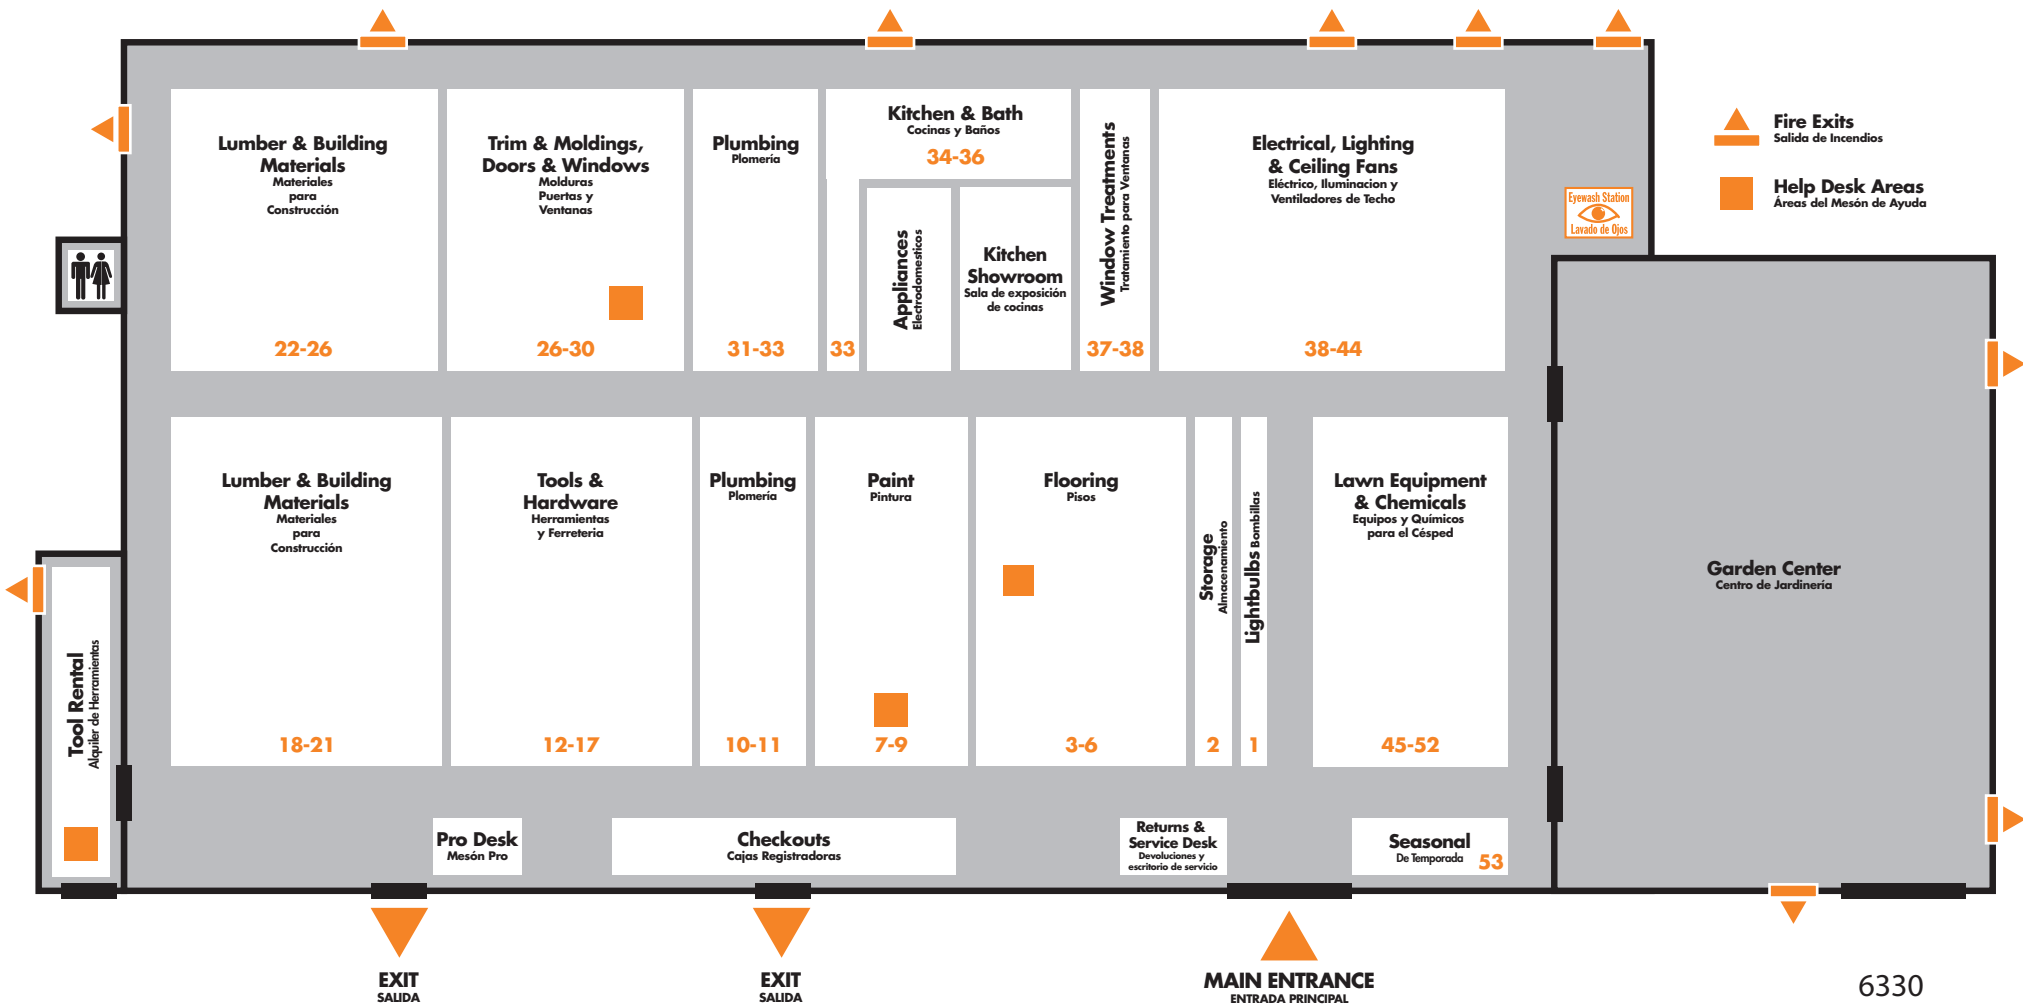 Lumber & Building
Materials
Materiales
para
Construcción
22-26
Trim & Moldings,
Doors & Windows
Molduras
Puertas y
Ventanas
26-30
Plumbing
Plomería
31-33
Kitchen & Bath
Cocinas y Baños
34-36
33
Appliances
Electrodomesticos
Kitchen
Showroom
Sala de exposición
de cocinas
Window Treatments
Tratamiento para Ventanas
37-38
Electrical, Lighting
& Ceiling Fans
Eléctrico, Iluminacion y
Ventiladores de Techo
38-44
Eyewash Station
Lavado de Ojos
Fire Exits
Salida de Incendios
Help Desk Areas
Áreas del Mesón de Ayuda
Lumber & Building
Materials
Materiales
para
Construcción
18-21
Tools &
Hardware
Herramientas
y Ferreteria
12-17
Plumbing
Plomería
10-11
Paint
Pintura
7-9
Flooring
Pisos
3-6
Storage
Almacenamiento
2
Lightbulbs Bombillas
1
Lawn Equipment
& Chemicals
Equipos y Químicos
para el Césped
45-52
Garden Center
Centro de Jardinería
Tool Rental
Alquiler de Herramientas
Pro Desk
Mesón Pro
Checkouts
Cajas Registradoras
Returns &
Service Desk
Devoluciones y
escritorio de servicio
Seasonal
De Temporada
53
EXIT
SALIDA
EXIT
SALIDA
MAIN ENTRANCE
ENTRADA PRINCIPAL
6330